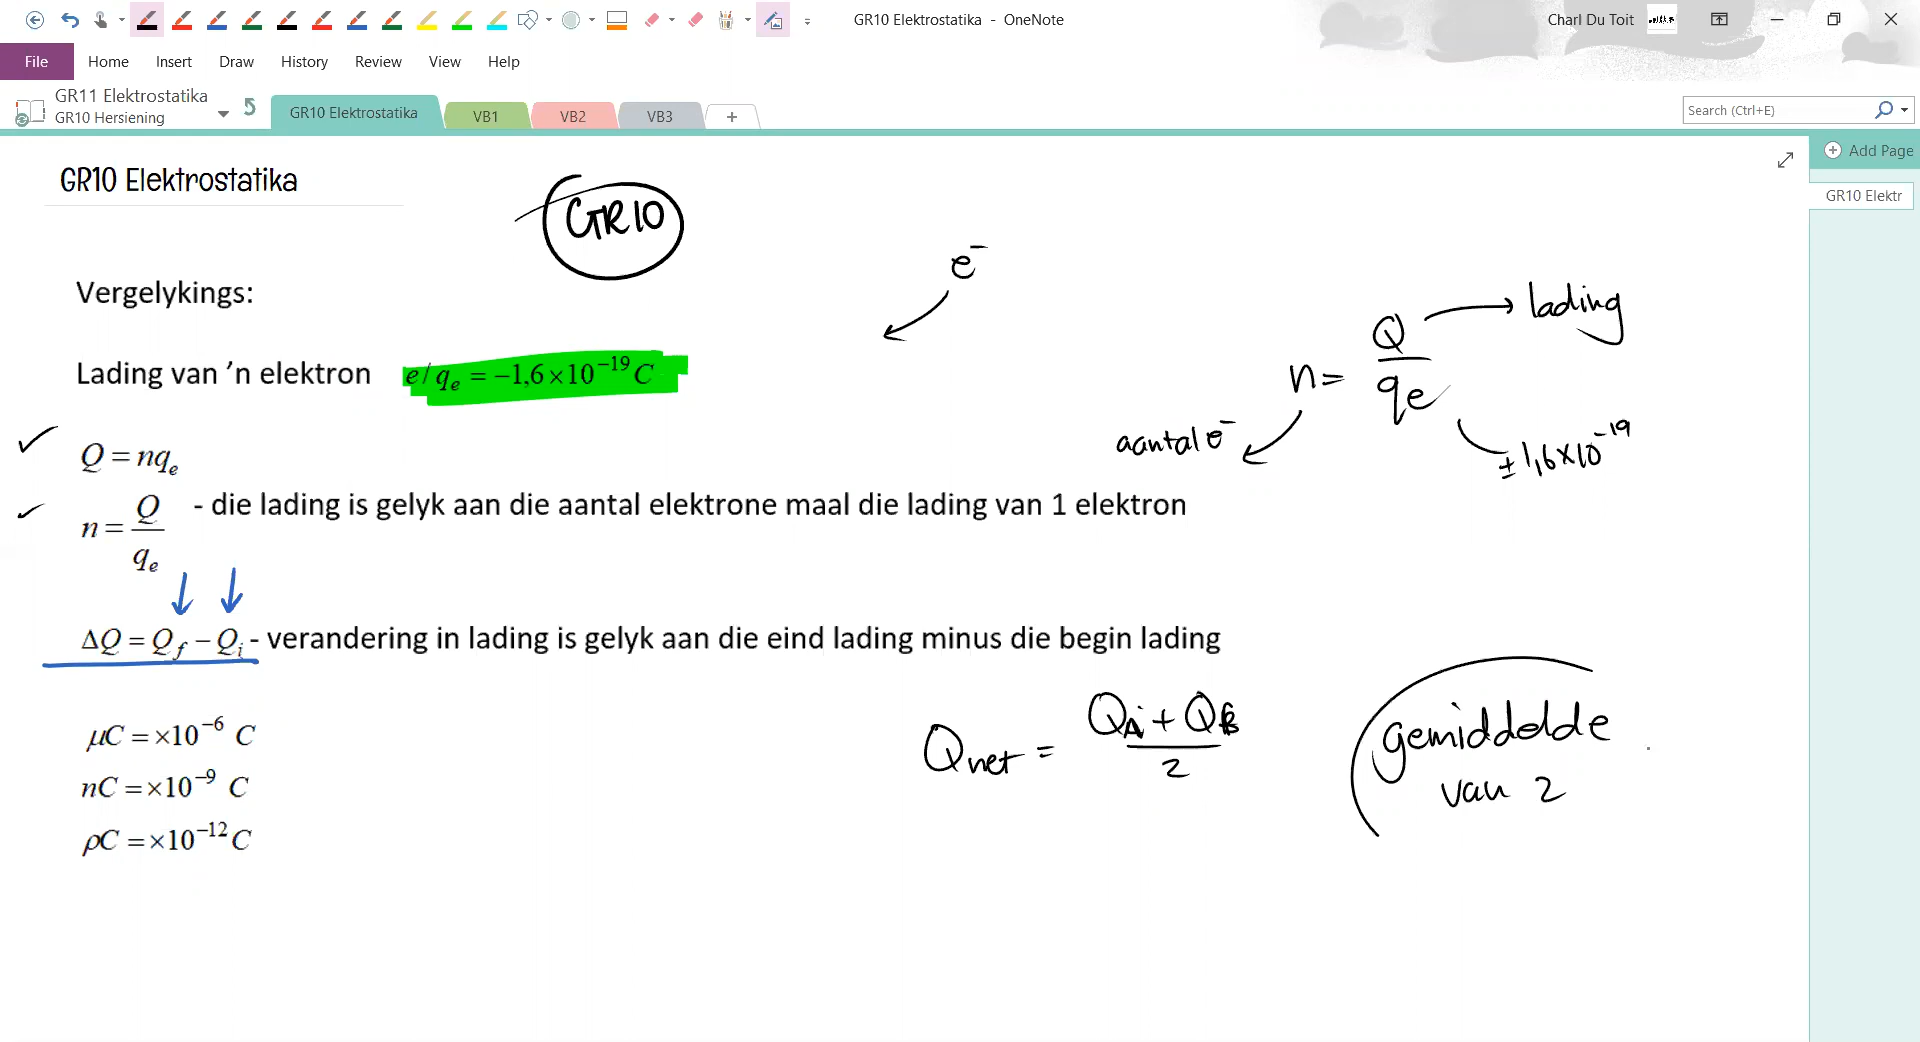 GR10 Elektrostatika - OneNote
Charl Du Toit
File Home Insert Draw History Review View Help
GR11 Elektrostatika
GR10 Hersiening
GR10 Elektrostatika VB1 VB2 VB3 +
Search (Ctrl+E)
Add Page
GR10 Elektr
GR10 Elektrostatika
GR10
Vergelykings:
e⁻
Lading van ’n elektron e/qₑ = −1,6×10⁻¹⁹ C
n = Q/qe
lading
aantal e⁻
±1,6×10⁻¹⁹
Q = nqₑ
n = Q/qₑ - die lading is gelyk aan die aantal elektrone maal die lading van 1 elektron
ΔQ = Q_f − Q_i - verandering in lading is gelyk aan die eind lading minus die begin lading
μC = ×10⁻⁶ C
nC = ×10⁻⁹ C
ρC = ×10⁻¹² C
Qnet = (Q + Q)/2
gemiddelde
van 2